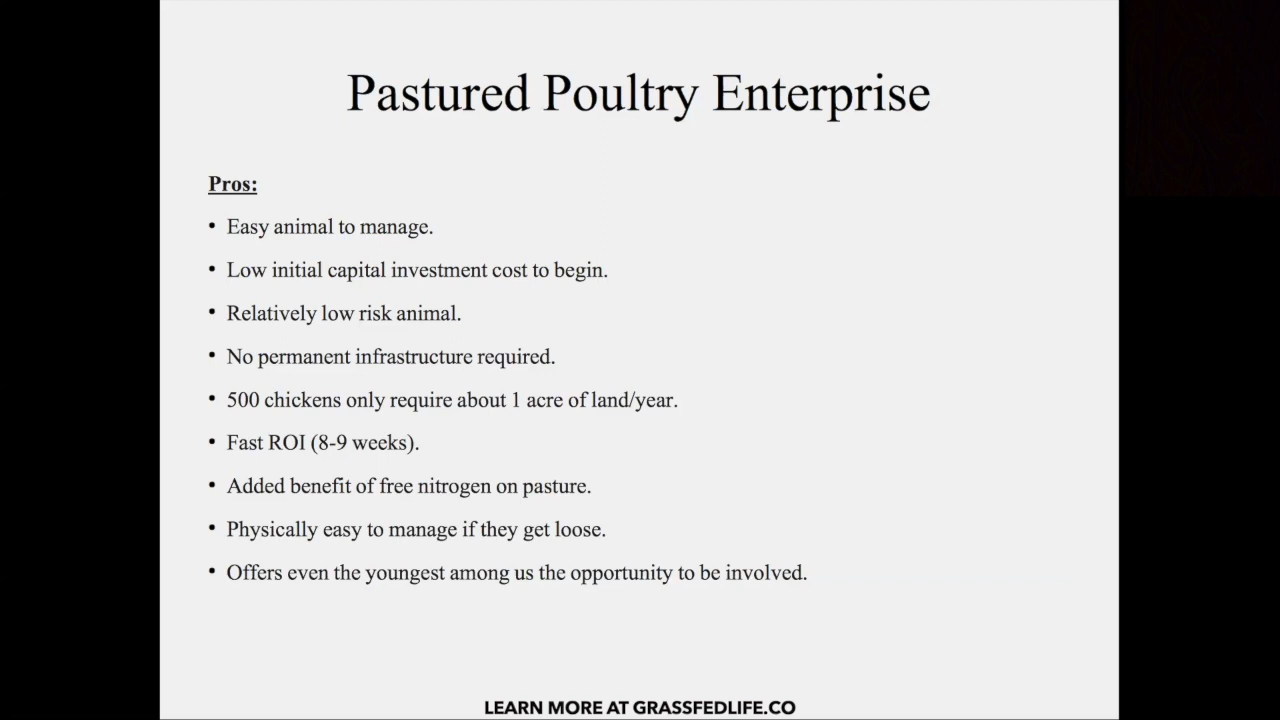 Pastured Poultry Enterprise
Pros:
• Easy animal to manage.
• Low initial capital investment cost to begin.
• Relatively low risk animal.
• No permanent infrastructure required.
• 500 chickens only require about 1 acre of land/year.
• Fast ROI (8-9 weeks).
• Added benefit of free nitrogen on pasture.
• Physically easy to manage if they get loose.
• Offers even the youngest among us the opportunity to be involved.
LEARN MORE AT GRASSFEDLIFE.CO